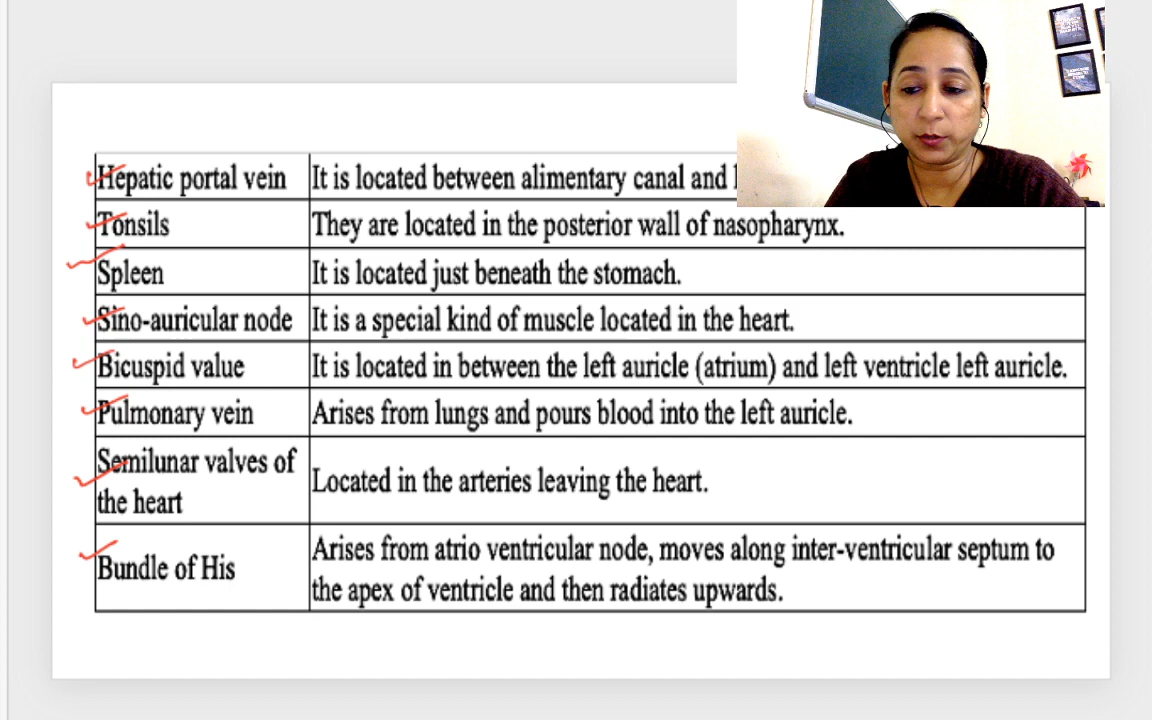 Hepatic portal vein It is located between alimentary canal and
Tonsils They are located in the posterior wall of nasopharynx.
Spleen It is located just beneath the stomach.
Sino-auricular node It is a special kind of muscle located in the heart.
Bicuspid value It is located in between the left auricle (atrium) and left ventricle left auricle.
Pulmonary vein Arises from lungs and pours blood into the left auricle.
Semilunar valves of
the heart
Located in the arteries leaving the heart.
Bundle of His
Arises from atrio ventricular node, moves along inter-ventricular septum to
the apex of ventricle and then radiates upwards.